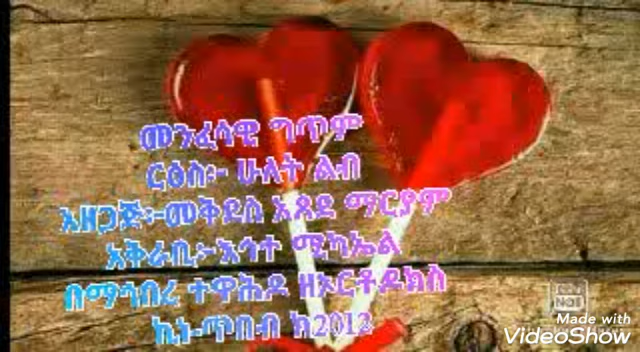 መንፈሳዊ ግጥም
ርዕስ፦ ሁለት ልብ
አዘጋጅ፦መቅደስ አጸደ ማርያም
አቅራቢ፦እኅተ ሚካኤል
በማኅበረ ተዋሕዶ ዘኦርቶዶክስ
ኪነ-ጥበብ ክ2012
Made with
VideoShow